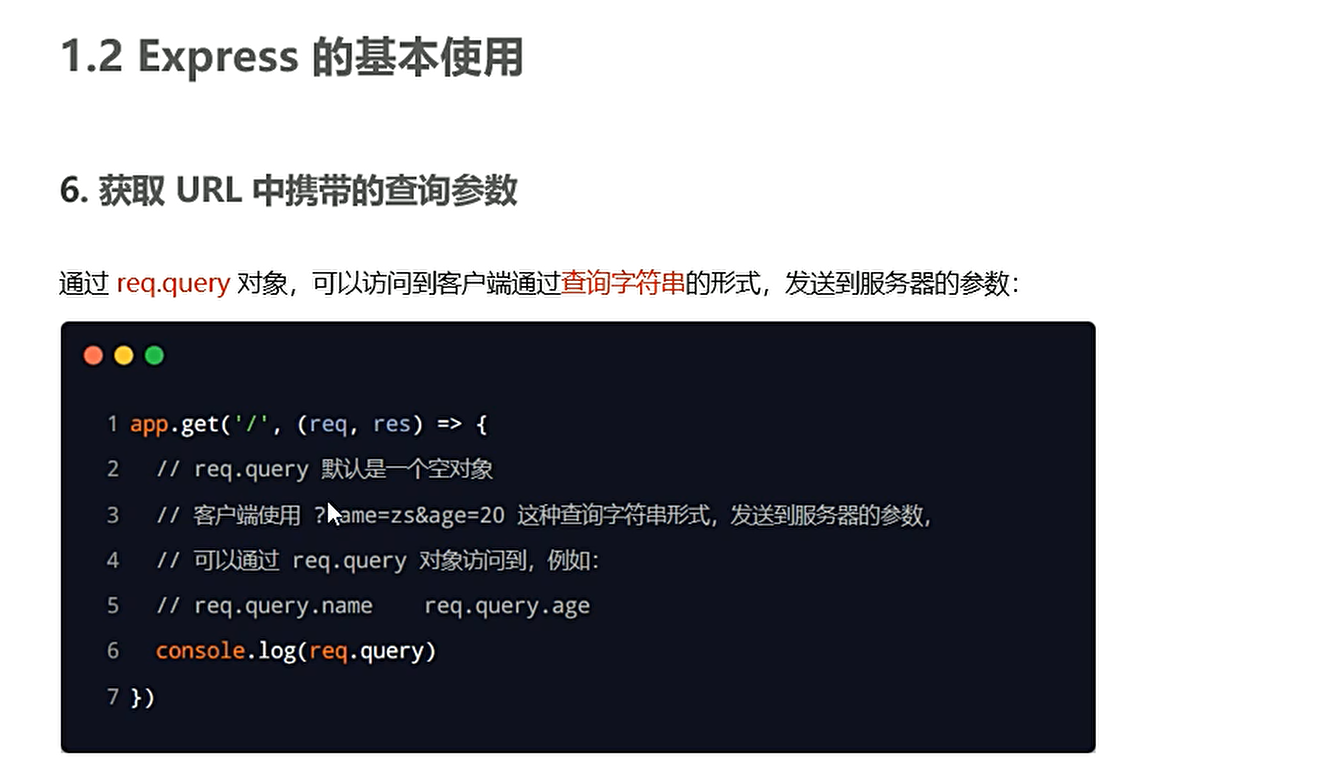 1.2 Express 的基本使用
6. 获取 URL 中携带的查询参数
通过 req.query 对象，可以访问到客户端通过查询字符串的形式，发送到服务器的参数：
1 app.get('/', (req, res) => {
2 // req.query 默认是一个空对象
3 // 客户端使用 ?name=zs&age=20 这种查询字符串形式，发送到服务器的参数，
4 // 可以通过 req.query 对象访问到，例如：
5 // req.query.name req.query.age
6 console.log(req.query)
7 })